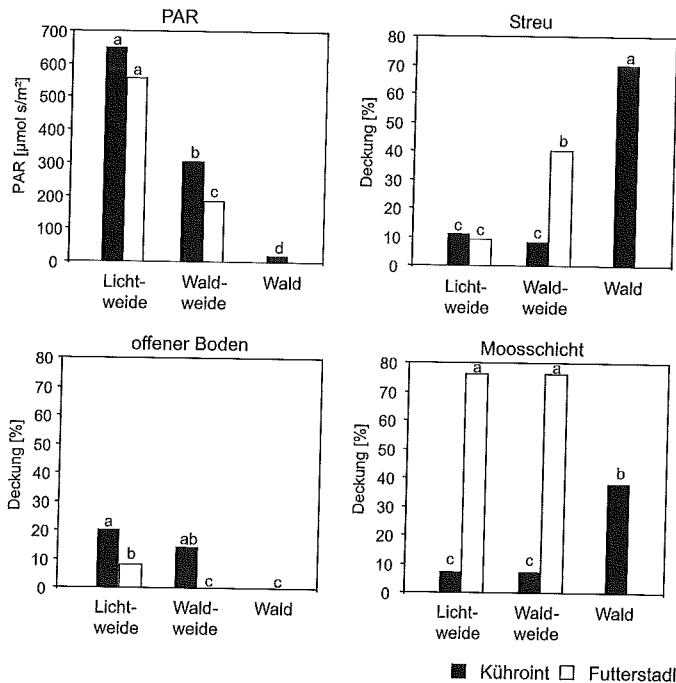 PAR
700
600
500
400
300
200
100
0
PAR [µmol s/m²]
a
a
b
c
d
Licht-
weide
Wald-
weide
Wald
Streu
80
70
60
50
40
30
20
10
0
Deckung [%]
c
c
c
b
a
Licht-
weide
Wald-
weide
Wald
offener Boden
80
70
60
50
40
30
20
10
0
Deckung [%]
a
b
ab
c
c
Licht-
weide
Wald-
weide
Wald
Moosschicht
80
70
60
50
40
30
20
10
0
Deckung [%]
c
a
c
a
b
Licht-
weide
Wald-
weide
Wald
Kühroint Futterstadl